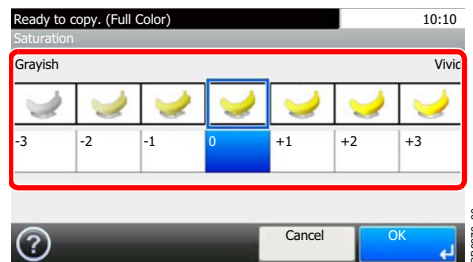 Ready to copy. (Full Color) 10:10
Saturation
Grayish Vivid
-3 -2 -1 0 +1 +2 +3
? Cancel OK